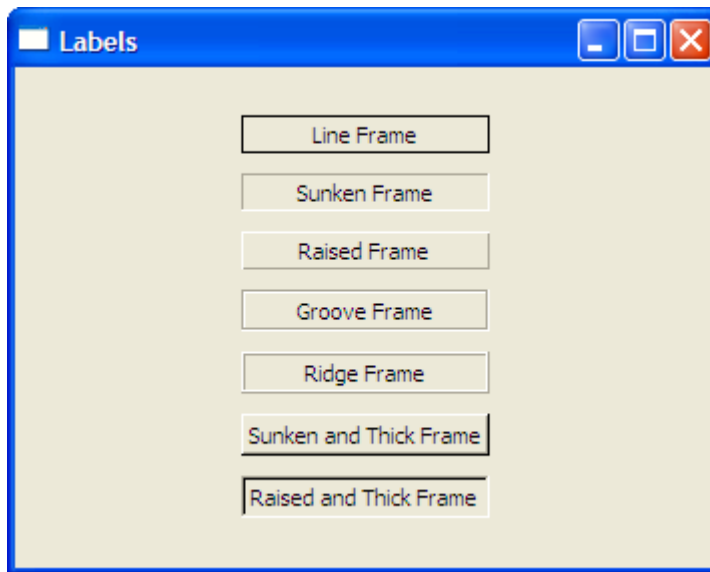 Labels
Line Frame
Sunken Frame
Raised Frame
Groove Frame
Ridge Frame
Sunken and Thick Frame
Raised and Thick Frame